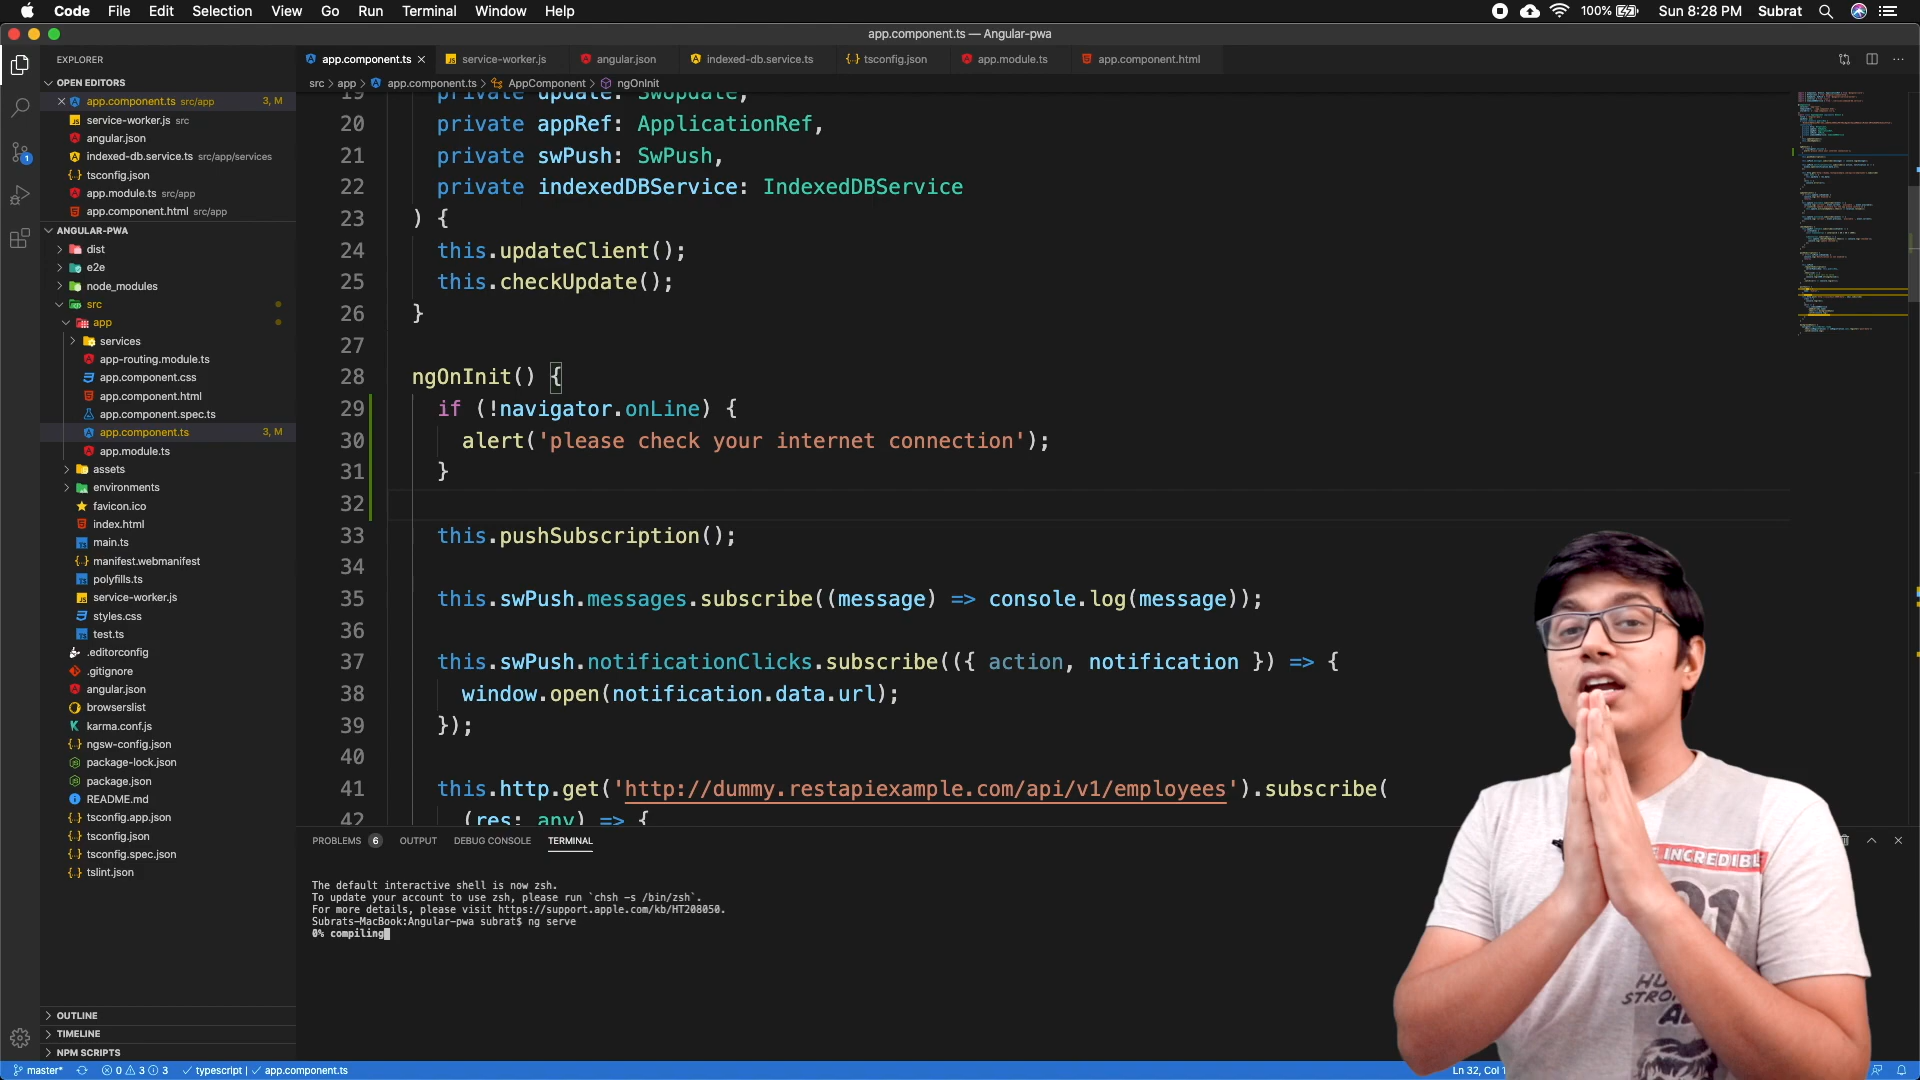 Code File Edit Selection View Go Run Terminal Window Help
100% Sun 8:28 PM Subrat
app.component.ts — Angular-pwa
EXPLORER
app.component.ts
service-worker.js
angular.json
indexed-db.service.ts
tsconfig.json
app.module.ts
app.component.html
src > app > app.component.ts > AppComponent > ngOnInit
OPEN EDITORS
app.component.ts src/app 3, M
service-worker.js src
angular.json
indexed-db.service.ts src/app/services
tsconfig.json
app.module.ts src/app
app.component.html src/app
ANGULAR-PWA
dist
e2e
node_modules
src
app
services
app-routing.module.ts
app.component.css
app.component.html
app.component.spec.ts
app.component.ts 3, M
app.module.ts
assets
environments
favicon.ico
index.html
main.ts
manifest.webmanifest
polyfills.ts
service-worker.js
styles.css
test.ts
.editorconfig
.gitignore
angular.json
browserslist
karma.conf.js
ngsw-config.json
package-lock.json
package.json
README.md
tsconfig.app.json
tsconfig.json
tsconfig.spec.json
tslint.json
OUTLINE
TIMELINE
NPM SCRIPTS
1
19 private update: SwUpdate,
20 private appRef: ApplicationRef,
21 private swPush: SwPush,
22 private indexedDBService: IndexedDBService
23 ) {
24 this.updateClient();
25 this.checkUpdate();
26 }
27
28 ngOnInit() {
29 if (!navigator.onLine) {
30 alert('please check your internet connection');
31 }
32
33 this.pushSubscription();
34
35 this.swPush.messages.subscribe((message) => console.log(message));
36
37 this.swPush.notificationClicks.subscribe(({ action, notification }) => {
38 window.open(notification.data.url);
39 });
40
41 this.http.get('http://dummy.restapiexample.com/api/v1/employees').subscribe(
42 (res: any) => {
PROBLEMS 6 OUTPUT DEBUG CONSOLE TERMINAL
The default interactive shell is now zsh.
To update your account to use zsh, please run `chsh -s /bin/zsh`.
For more details, please visit https://support.apple.com/kb/HT208050.
Subrats-MacBook:Angular-pwa subrat$ ng serve
0% compiling
INCREDIBL
master* 0 3 3 typescript | app.component.ts
Ln 32, Col